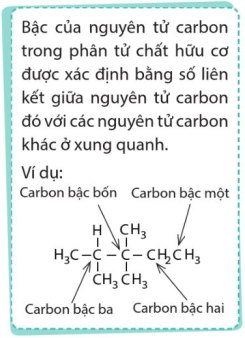 Bậc của nguyên tử carbon
trong phân tử chất hữu cơ
được xác định bằng số liên
kết giữa nguyên tử carbon
đó với các nguyên tử carbon
khác ở xung quanh.
Ví dụ:
Carbon bậc bốn Carbon bậc một
H CH₃
H₃C – C – C – CH₂CH₃
CH₃ CH₃
Carbon bậc ba Carbon bậc hai